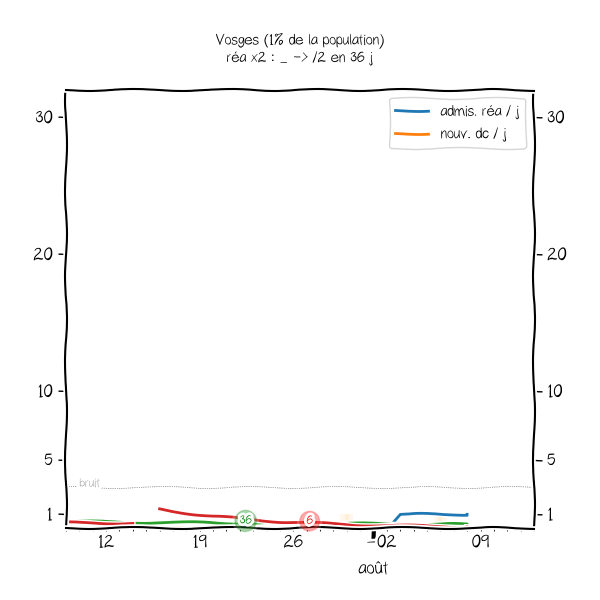 Vosges (1% de la population)
réa x2 : _ -> /2 en 36 j
admis. réa / j
nouv. dc / j
30
30
20
20
10
10
5
5
bruit
1
1
36
6
12
19
26
02
09
août